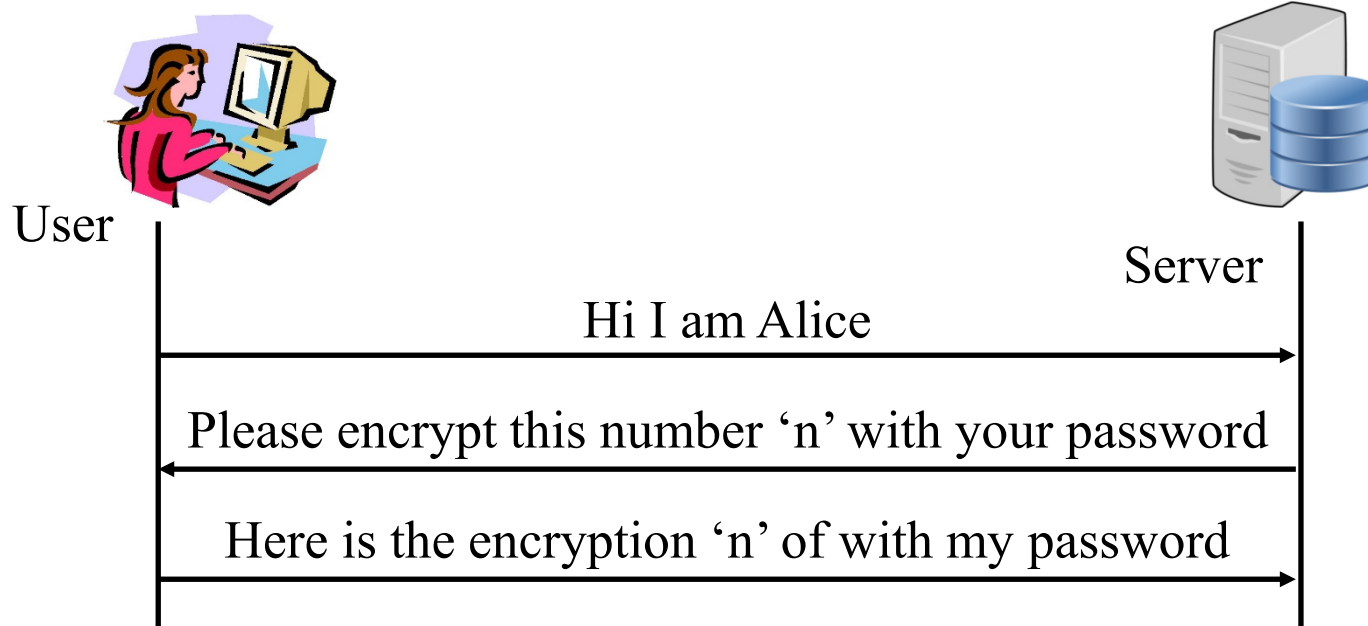 User
Server
Hi I am Alice
Please encrypt this number ‘n’ with your password
Here is the encryption ‘n’ of with my password